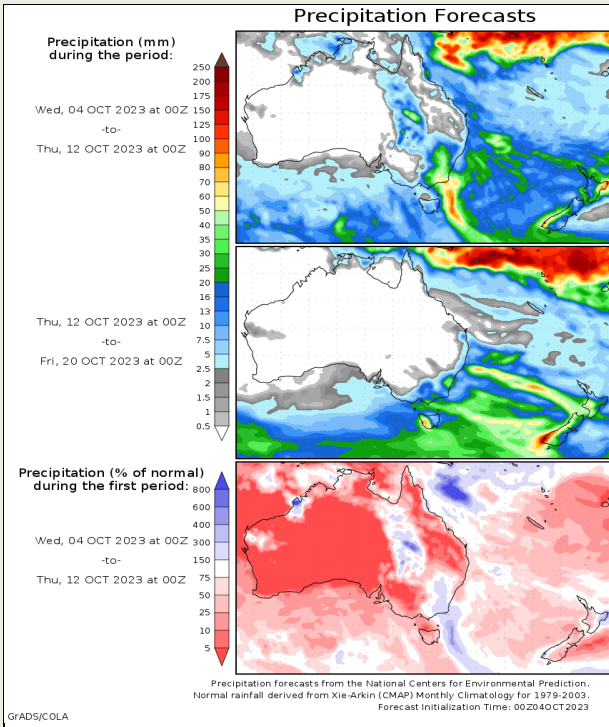 Precipitation Forecasts
Precipitation (mm)
during the period:
Wed, 04 OCT 2023 at 00Z
-to-
Thu, 12 OCT 2023 at 00Z
250
200
175
150
125
100
90
80
70
60
50
40
35
30
25
20
16
13
10
7.5
5
2.5
2
1.5
1
0.5
Thu, 12 OCT 2023 at 00Z
-to-
Fri, 20 OCT 2023 at 00Z
Precipitation (% of normal)
during the first period:
Wed, 04 OCT 2023 at 00Z
-to-
Thu, 12 OCT 2023 at 00Z
800
600
400
300
150
75
50
25
10
5
Precipitation forecasts from the National Centers for Environmental Prediction.
Normal rainfall derived from Xie-Arkin (CMAP) Monthly Climatology for 1979-2003.
Forecast Initialization Time: 00Z04OCT2023
GrADS/COLA